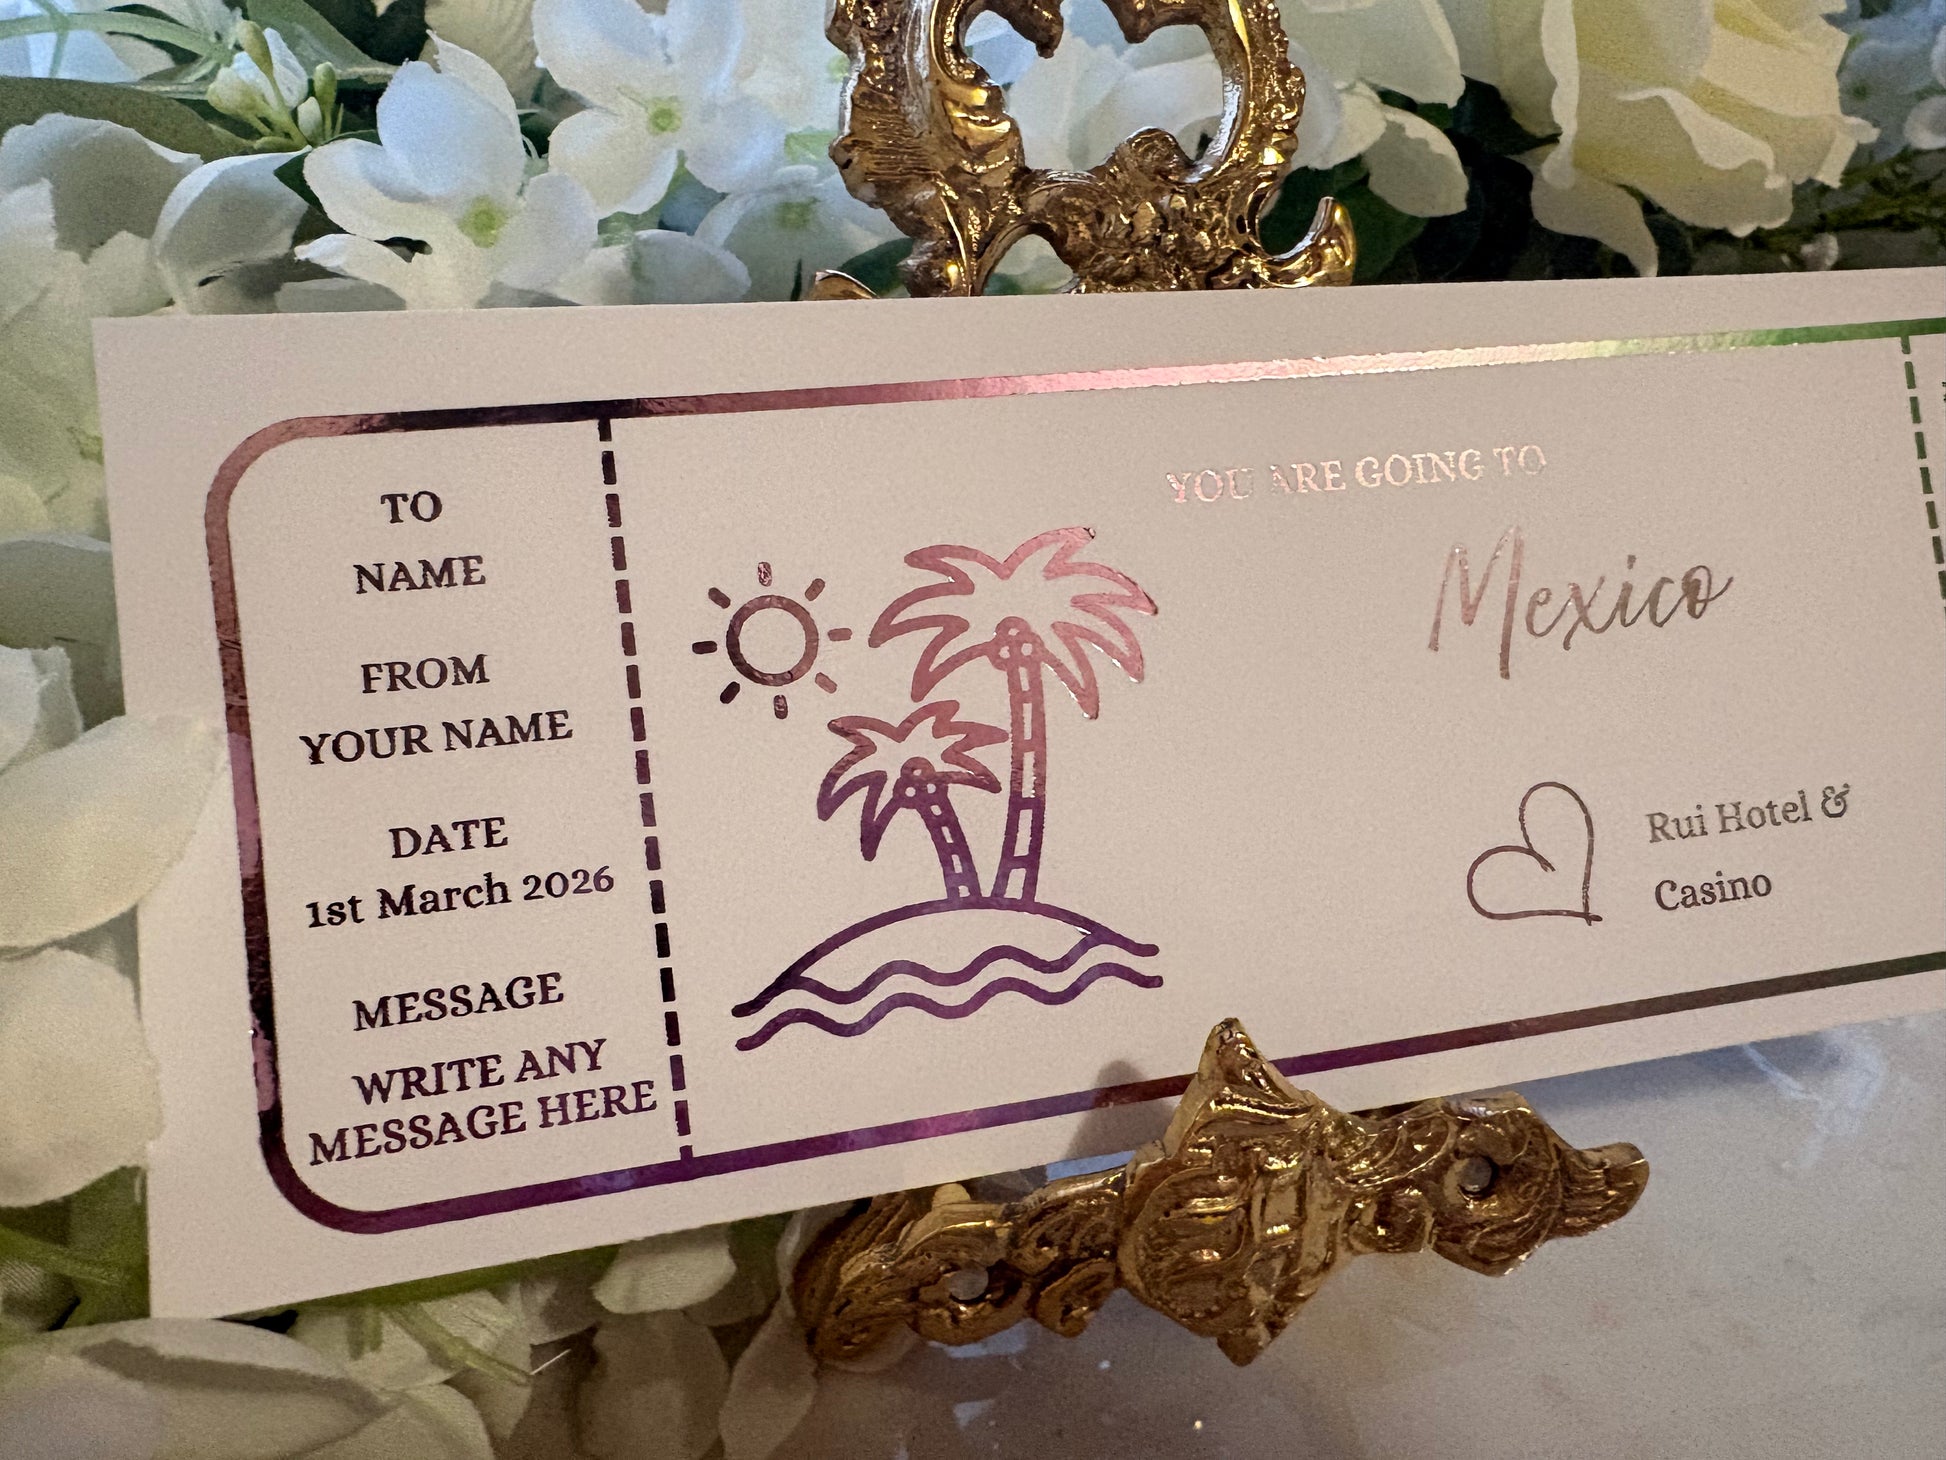 TO
NAME
FROM
YOUR NAME
DATE
1st March 2026
MESSAGE
WRITE ANY
MESSAGE HERE
YOU ARE GOING TO
Mexico
Rui Hotel &
Casino